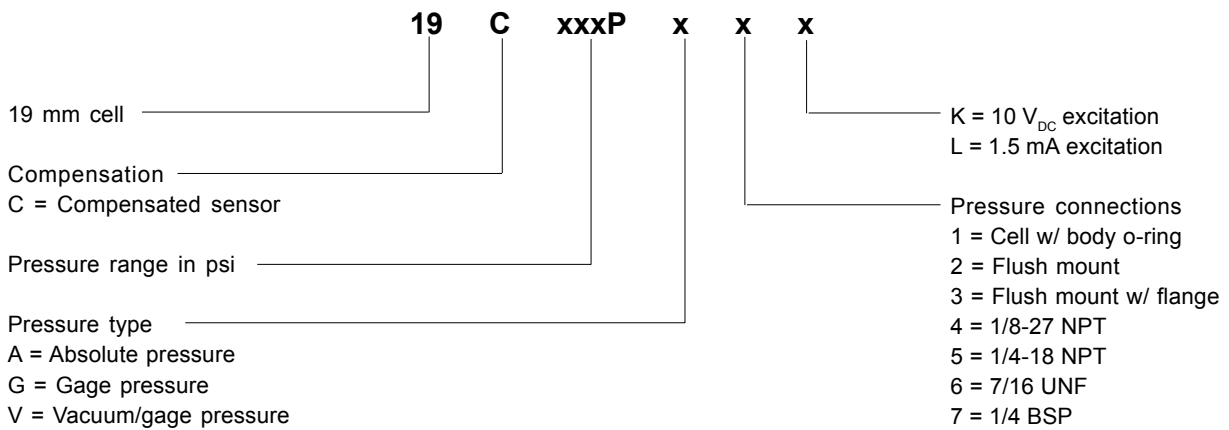 19 C xxxP x x x
19 mm cell
Compensation
C = Compensated sensor
Pressure range in psi
Pressure type
A = Absolute pressure
G = Gage pressure
V = Vacuum/gage pressure
K = 10 VDC excitation
L = 1.5 mA excitation
Pressure connections
1 = Cell w/ body o-ring
2 = Flush mount
3 = Flush mount w/ flange
4 = 1/8-27 NPT
5 = 1/4-18 NPT
6 = 7/16 UNF
7 = 1/4 BSP